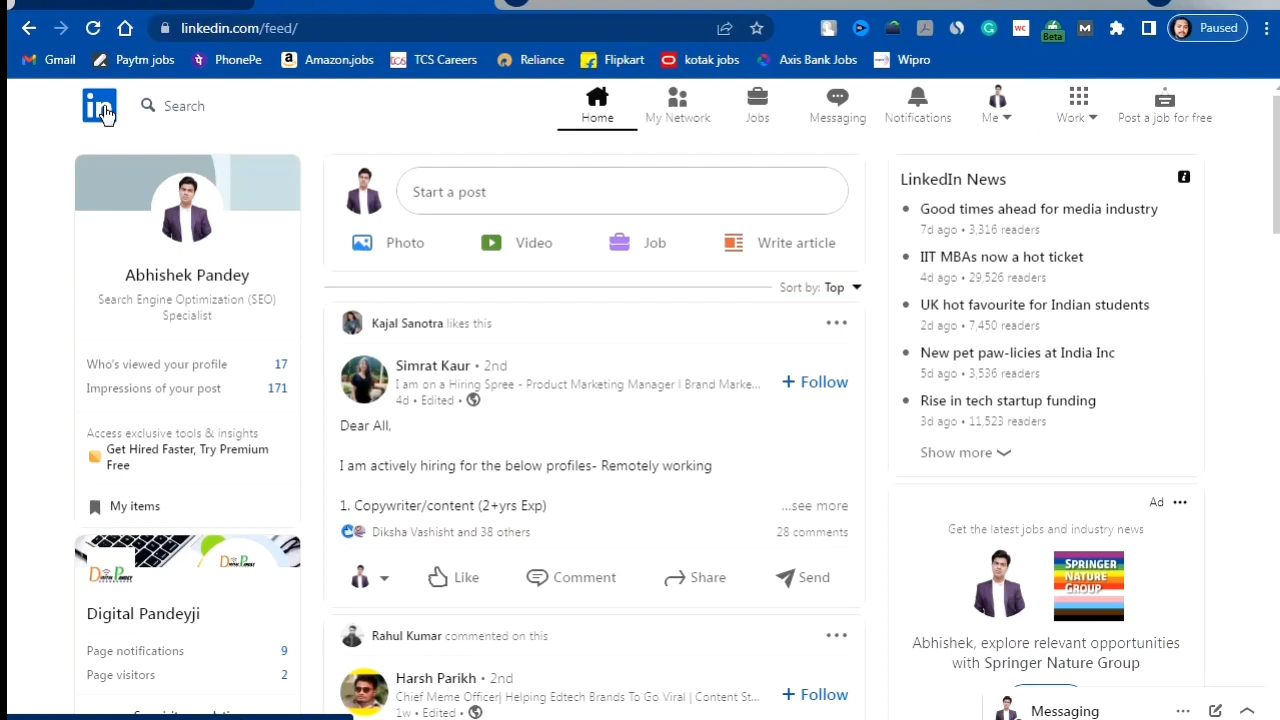 linkedin.com/feed/
Paused
Beta
WC
M
Gmail
Paytm jobs
PhonePe
Amazon.jobs
TCS Careers
Reliance
Flipkart
kotak jobs
Axis Bank Jobs
Wipro
in
Search
Home
My Network
Jobs
Messaging
Notifications
Me
Work
Post a job for free
Abhishek Pandey
Search Engine Optimization (SEO)
Specialist
Who's viewed your profile 17
Impressions of your post 171
Access exclusive tools & insights
Get Hired Faster, Try Premium
Free
My items
Digital Pandeyji
Page notifications 9
Page visitors 2
Start a post
Photo
Video
Job
Write article
Sort by: Top
Kajal Sanotra likes this
Simrat Kaur • 2nd
I am on a Hiring Spree - Product Marketing Manager I Brand Marke...
4d • Edited •
+ Follow
Dear All,
I am actively hiring for the below profiles- Remotely working
1. Copywriter/content (2+yrs Exp) ...see more
Diksha Vashisht and 38 others 28 comments
Like
Comment
Share
Send
Rahul Kumar commented on this
Harsh Parikh • 2nd
Chief Meme Officer| Helping Edtech Brands To Go Viral | Content St...
1w • Edited •
+ Follow
LinkedIn News
Good times ahead for media industry
7d ago • 3,316 readers
IIT MBAs now a hot ticket
4d ago • 29,526 readers
UK hot favourite for Indian students
2d ago • 7,450 readers
New pet paw-licies at India Inc
5d ago • 3,536 readers
Rise in tech startup funding
3d ago • 11,523 readers
Show more
Ad
Get the latest jobs and industry news
SPRINGER
NATURE
GROUP
Abhishek, explore relevant opportunities
with Springer Nature Group
Messaging